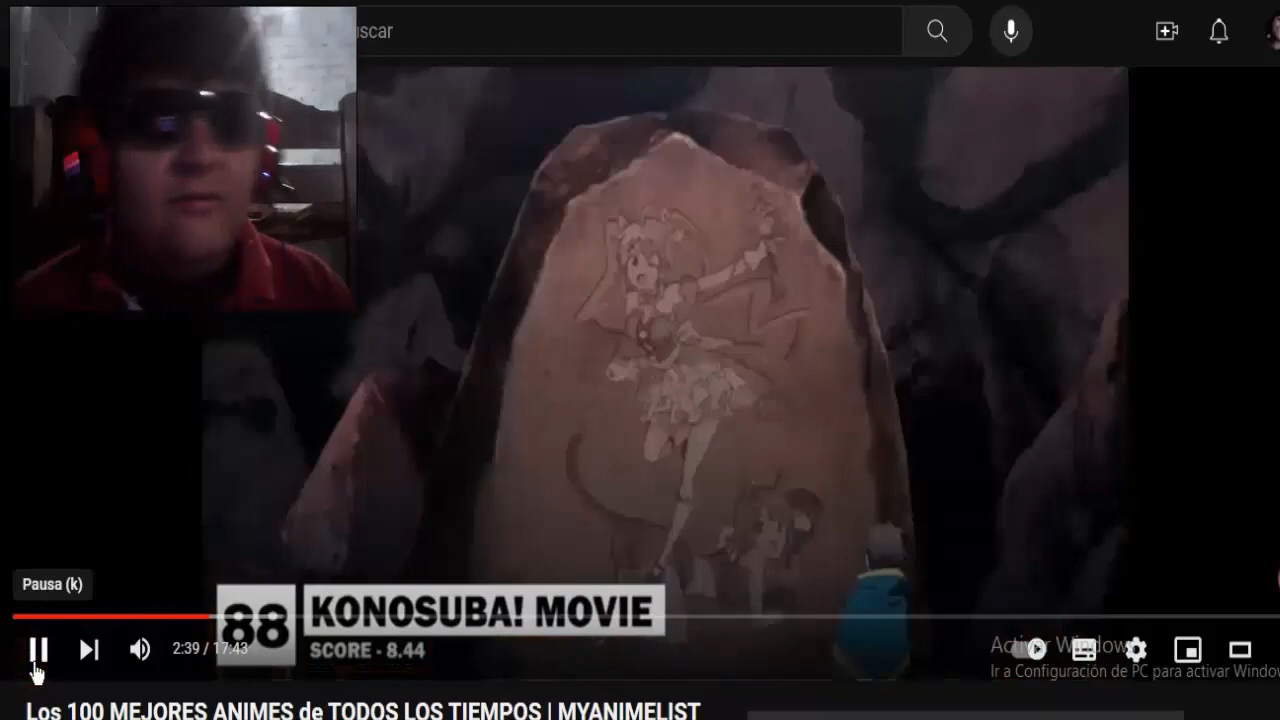 uscar
Pausa (k)
88
KONOSUBA! MOVIE
SCORE - 8.44
2:39 / 17:43
Activar Windows
Ir a Configuración de PC para activar Windo
Los 100 MEJORES ANIMES de TODOS LOS TIEMPOS | MYANIMELIST